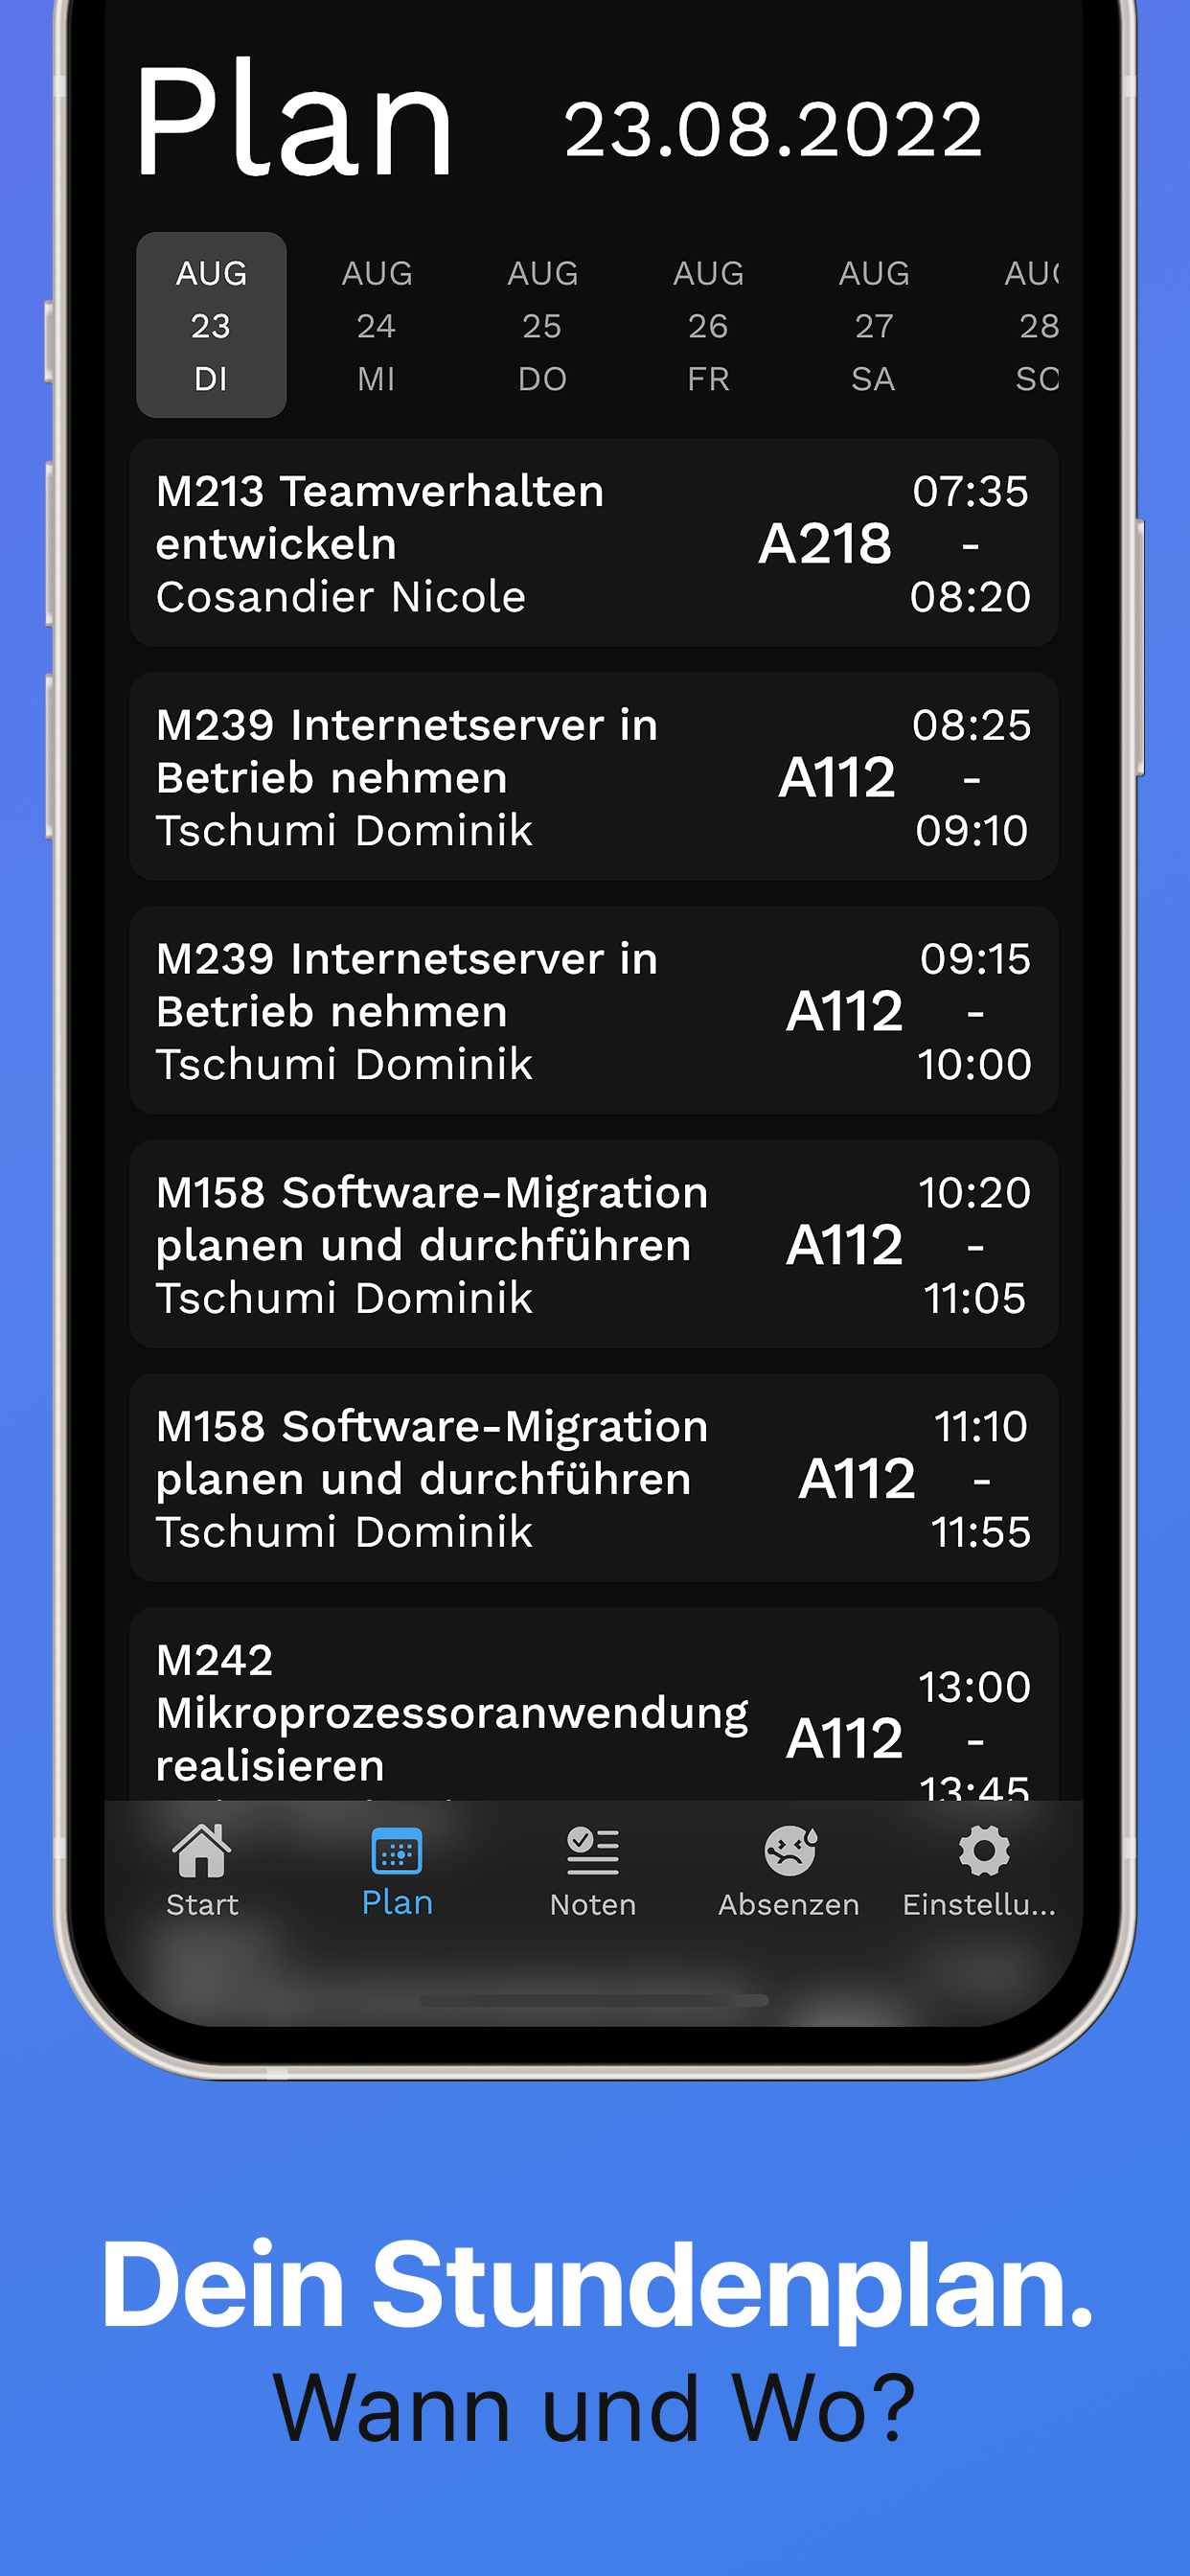 Plan 23.08.2022
AUG AUG AUG AUG AUG AUG
23 24 25 26 27 28
DI MI DO FR SA SO
M213 Teamverhalten
entwickeln
Cosandier Nicole
A218
07:35
-
08:20
M239 Internetserver in
Betrieb nehmen
Tschumi Dominik
A112
08:25
-
09:10
M239 Internetserver in
Betrieb nehmen
Tschumi Dominik
A112
09:15
-
10:00
M158 Software-Migration
planen und durchführen
Tschumi Dominik
A112
10:20
-
11:05
M158 Software-Migration
planen und durchführen
Tschumi Dominik
A112
11:10
-
11:55
M242
Mikroprozessoranwendung
realisieren
A112
13:00
-
13:45
Start Plan Noten Absenzen Einstellu...
Dein Stundenplan.
Wann und Wo?